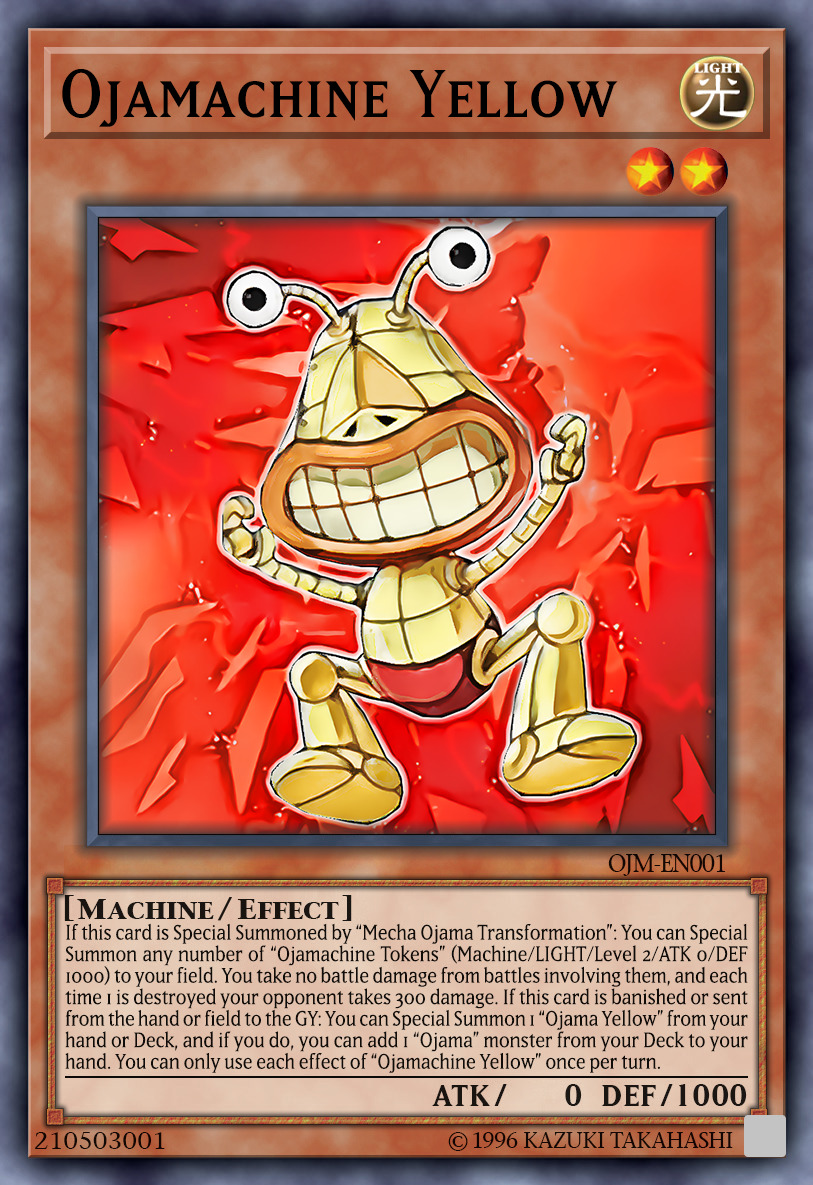 Ojamachine Yellow
LIGHT
光
OJM-EN001
[Machine/Effect]
If this card is Special Summoned by “Mecha Ojama Transformation”: You can Special
Summon any number of “Ojamachine Tokens” (Machine/LIGHT/Level 2/ATK 0/DEF
1000) to your field. You take no battle damage from battles involving them, and each
time 1 is destroyed your opponent takes 300 damage. If this card is banished or sent
from the hand or field to the GY: You can Special Summon 1 “Ojama Yellow” from your
hand or Deck, and if you do, you can add 1 “Ojama” monster from your Deck to your
hand. You can only use each effect of “Ojamachine Yellow” once per turn.
ATK/ 0 DEF/1000
210503001 © 1996 KAZUKI TAKAHASHI